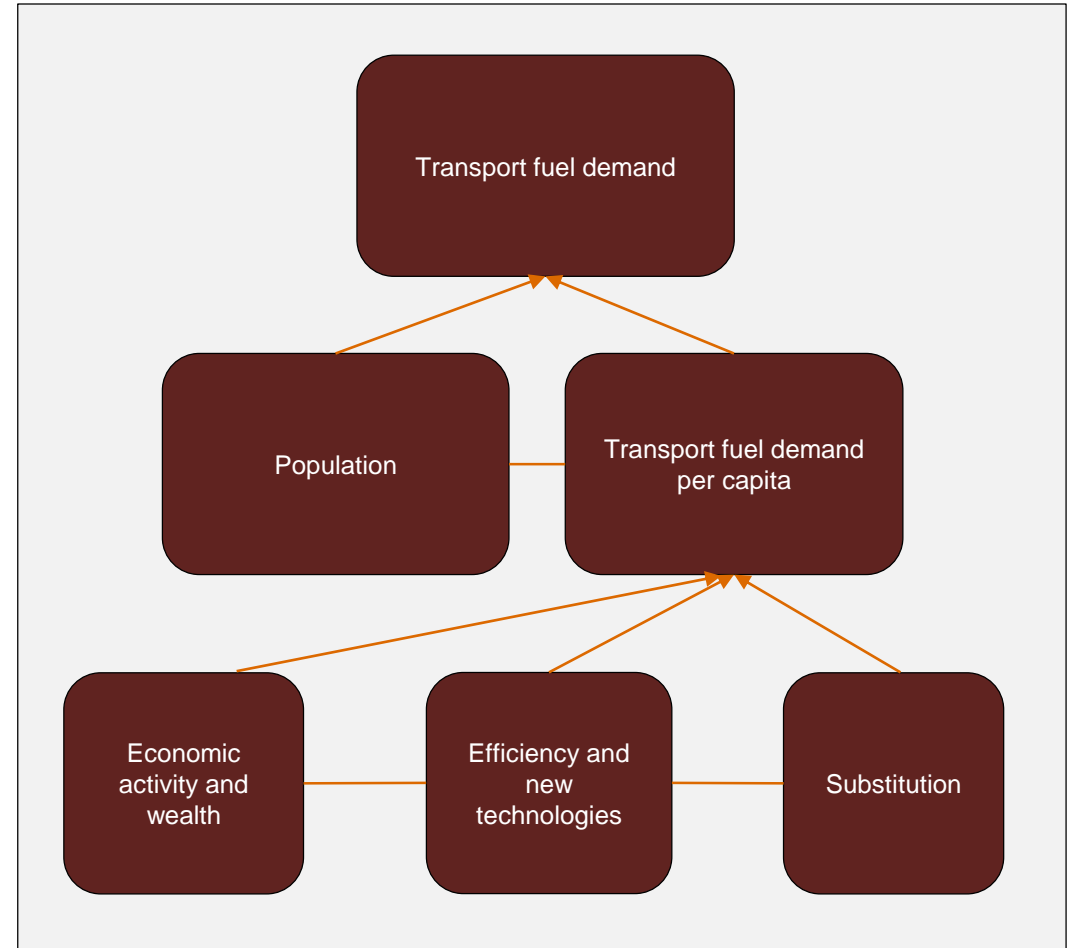 Transport fuel demand
Population
Transport fuel demand
per capita
Economic
activity and
wealth
Efficiency and
new
technologies
Substitution